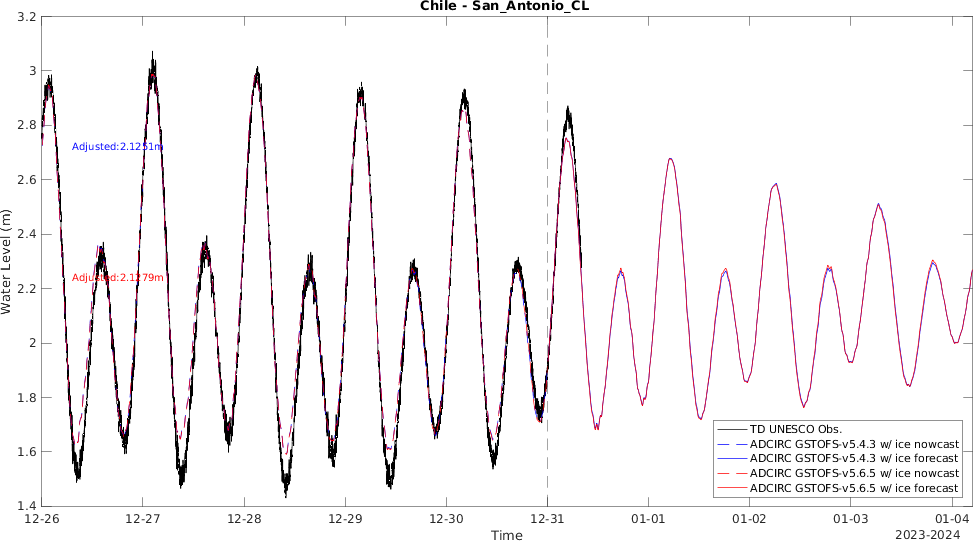 Chile - San_Antonio_CL
3.2
3
2.8
2.6
2.4
2.2
2
1.8
1.6
1.4
Water Level (m)
Adjusted:2.1251m
Adjusted:2.1279m
TD UNESCO Obs.
ADCIRC GSTOFS-v5.4.3 w/ ice nowcast
ADCIRC GSTOFS-v5.4.3 w/ ice forecast
ADCIRC GSTOFS-v5.6.5 w/ ice nowcast
ADCIRC GSTOFS-v5.6.5 w/ ice forecast
12-26 12-27 12-28 12-29 12-30 12-31 01-01 01-02 01-03 01-04
Time
2023-2024